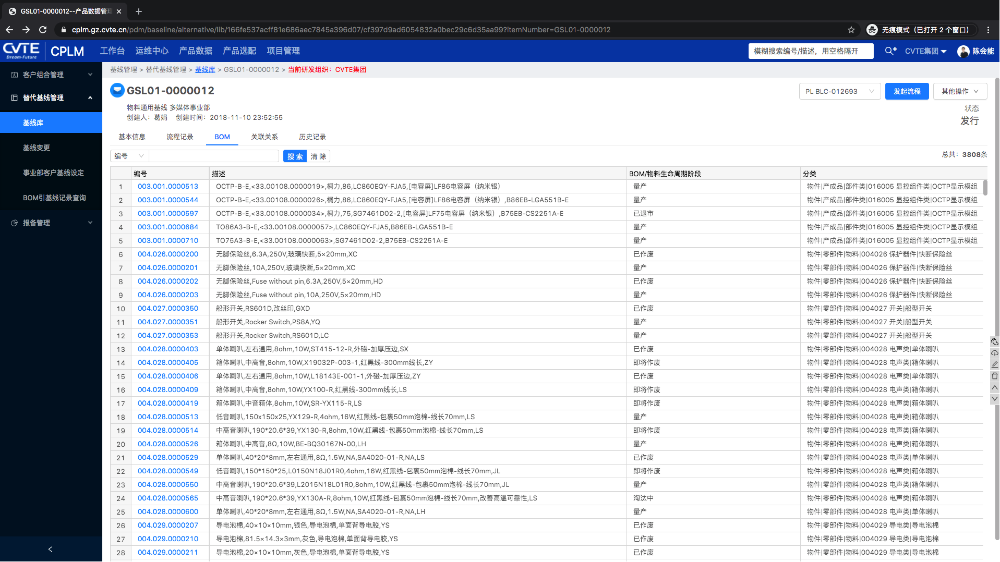 GSL01-0000012--产品数据管理
cplm.gz.cvte.cn/pdm/baseline/alternative/lib/166fe537acff81e686aec7845a396d07/cf397d9ad6054832a0bec29c6d35aa99?itemNumber=GSL01-0000012
无痕模式（已打开 2 个窗口）
CVTE Dream-Future CPLM 工作台 运维中心 产品数据 产品选配 项目管理 模糊搜索编号/描述，用空格隔开 CVTE集团 陈会能
客户组合管理
替代基线管理
基线库
基线变更
事业部客户基线设定
BOM引基线记录查询
报备管理
基线管理 > 替代基线管理 > 基线库 > GSL01-0000012 > 当前研发组织：CVTE集团
GSL01-0000012 PL BLC-012693 发起流程 其他操作
物料通用基线 多媒体事业部
创建人：葛娟 创建时间：2018-11-10 23:52:55
状态
发行
基本信息 流程记录 BOM 关联关系 历史记录
编号 搜索 清除 总共：3808条
编号 描述 BOM/物料生命周期阶段 分类
1 003.001.0000513 OCTP-B-E,<33.00108.0000019>,桐力,86,LC860EQY-FJA5,[电容屏]LF86电容屏（纳米银） 量产 物件|产成品|部件类|016005 显控组件类|OCTP显示模组
2 003.001.0000544 OCTP-B-E,<33.00108.0000026>,桐力,86,LC860EQY-FJA5,[电容屏]LF86电容屏（纳米银）,B86EB-LGA551B-E 量产 物件|产成品|部件类|016005 显控组件类|OCTP显示模组
3 003.001.0000597 OCTP-B-E,<33.00108.0000034>,桐力,75,SG7461D02-2,[电容屏]LF75电容屏（纳米银）,B75EB-CS2251A-E 已退市 物件|产成品|部件类|016005 显控组件类|OCTP显示模组
4 003.001.0000684 TO86A3-B-E,<33.00108.0000057>,LC860EQY-FJA5,B86EB-LGA551B-E 量产 物件|产成品|部件类|016005 显控组件类|OCTP显示模组
5 003.001.0000710 TO75A3-B-E,<33.00108.0000063>,SG7461D02-2,B75EB-CS2251A-E 量产 物件|产成品|部件类|016005 显控组件类|OCTP显示模组
6 004.026.0000200 无脚保险丝,6.3A,250V,玻璃快断,5×20mm,XC 已作废 物件|零部件|物料|004026 保护器件|快断保险丝
7 004.026.0000201 无脚保险丝,10A,250V,玻璃快断,5×20mm,XC 量产 物件|零部件|物料|004026 保护器件|快断保险丝
8 004.026.0000202 无脚保险丝,Fuse without pin,6.3A,250V,5×20mm,HD 已作废 物件|零部件|物料|004026 保护器件|快断保险丝
9 004.026.0000203 无脚保险丝,Fuse without pin,10A,250V,5×20mm,HD 量产 物件|零部件|物料|004026 保护器件|快断保险丝
10 004.027.0000350 船形开关,RS601D,改丝印,GXD 已作废 物件|零部件|物料|004027 开关|船型开关
11 004.027.0000351 船形开关,Rocker Switch,PS8A,YQ 量产 物件|零部件|物料|004027 开关|船型开关
12 004.027.0000353 船形开关,Rocker Switch,RS601D,LC 量产 物件|零部件|物料|004027 开关|船型开关
13 004.028.0000403 单体喇叭,左右通用,8ohm,10W,ST415-12-R,外磁-加厚压边,SX 已作废 物件|零部件|物料|004028 电声类|单体喇叭
14 004.028.0000405 箱体喇叭,中高音,8ohm,10W,X19032P-003-1,红黑线-300mm线长,ZY 即将作废 物件|零部件|物料|004028 电声类|箱体喇叭
15 004.028.0000406 单体喇叭,左右通用,8ohm,10W,L18143E-001-1,外磁-加厚压边,ZY 已作废 物件|零部件|物料|004028 电声类|单体喇叭
16 004.028.0000409 箱体喇叭,中高音,8ohm,10W,YX100-R,红黑线-300mm线长,LS 即将作废 物件|零部件|物料|004028 电声类|箱体喇叭
17 004.028.0000419 箱体喇叭,中音箱体,8ohm,10W,SR-YX115-R,LS 即将作废 物件|零部件|物料|004028 电声类|箱体喇叭
18 004.028.0000513 低音喇叭,150x150x25,YX129-R,4ohm,16W,红黑线-包裹50mm泡棉-线长70mm,LS 量产 物件|零部件|物料|004028 电声类|箱体喇叭
19 004.028.0000514 中高音喇叭,190*20.6*39,YX130-R,8ohm,10W,红黑线-包裹50mm泡棉-线长70mm,LS 即将作废 物件|零部件|物料|004028 电声类|箱体喇叭
20 004.028.0000526 箱体喇叭,中高音,8Ω,10W,BE-BQ30167N-00,LH 量产 物件|零部件|物料|004028 电声类|箱体喇叭
21 004.028.0000529 单体喇叭,40*20*8mm,左右通用,8Ω,1.5W,NA,SA4020-01-R,NA,LS 已作废 物件|零部件|物料|004028 电声类|单体喇叭
22 004.028.0000549 低音喇叭,150*150*25,L0150N18J01R0,4ohm,16W,红黑线-包裹50mm泡棉-线长70mm,JL 即将作废 物件|零部件|物料|004028 电声类|箱体喇叭
23 004.028.0000550 中高音喇叭,190*20.6*39,L2015N18L01R0,8ohm,10W,红黑线-包裹50mm泡棉-线长70mm,JL 量产 物件|零部件|物料|004028 电声类|箱体喇叭
24 004.028.0000565 中高音喇叭,190*20.6*39,YX130A-R,8ohm,10W,红黑线-包裹50mm泡棉-线长70mm,改善高温可靠性,LS 淘汰中 物件|零部件|物料|004028 电声类|箱体喇叭
25 004.028.0000600 单体喇叭,40*20*8mm,左右通用,8Ω,1.5W,NA,SA4020-01-R,NA,LH 量产 物件|零部件|物料|004028 电声类|单体喇叭
26 004.029.0000207 导电泡棉,40×10×10mm,银色,导电泡棉,单面背导电胶,YS 已作废 物件|零部件|物料|004029 导电类|导电泡棉
27 004.029.0000210 导电泡棉,81.5×14.3×3mm,灰色,导电泡棉,单面背导电胶,YS 已作废 物件|零部件|物料|004029 导电类|导电泡棉
28 004.029.0000211 导电泡棉,20×10×10mm,灰色,导电泡棉,单面背导电胶,YS 已作废 物件|零部件|物料|004029 导电类|导电泡棉